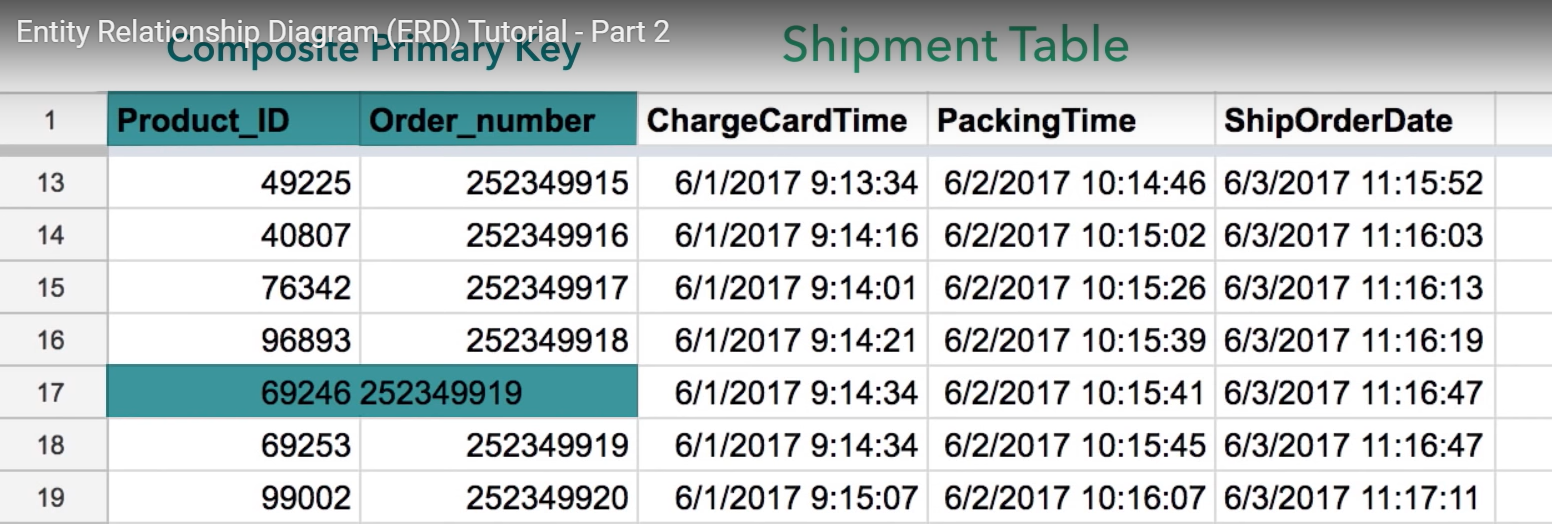 Entity Relationship Diagram (ERD) Tutorial - Part 2
Composite Primary Key Shipment Table
1 Product_ID Order_number ChargeCardTime PackingTime ShipOrderDate
13 49225 252349915 6/1/2017 9:13:34 6/2/2017 10:14:46 6/3/2017 11:15:52
14 40807 252349916 6/1/2017 9:14:16 6/2/2017 10:15:02 6/3/2017 11:16:03
15 76342 252349917 6/1/2017 9:14:01 6/2/2017 10:15:26 6/3/2017 11:16:13
16 96893 252349918 6/1/2017 9:14:21 6/2/2017 10:15:39 6/3/2017 11:16:19
17 69246 252349919 6/1/2017 9:14:34 6/2/2017 10:15:41 6/3/2017 11:16:47
18 69253 252349919 6/1/2017 9:14:34 6/2/2017 10:15:45 6/3/2017 11:16:47
19 99002 252349920 6/1/2017 9:15:07 6/2/2017 10:16:07 6/3/2017 11:17:11